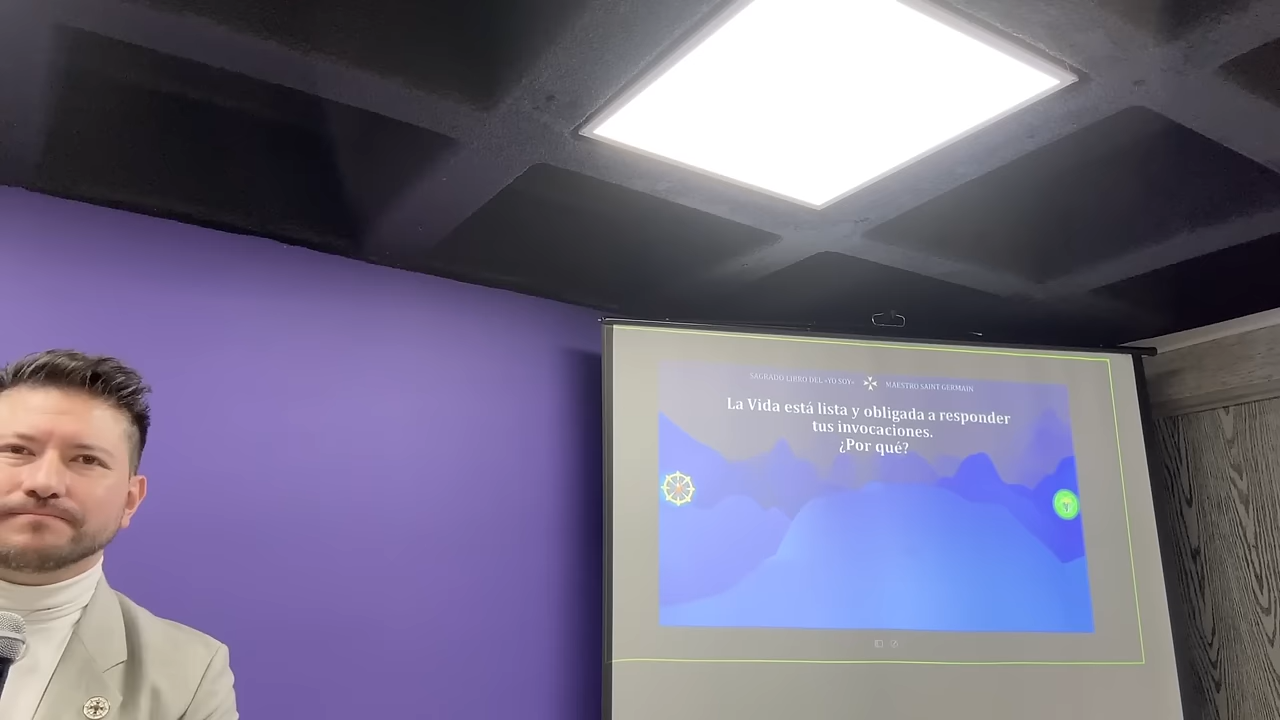 SAGRADO LIBRO DEL «YO SOY» MAESTRO SAINT GERMAIN
La Vida está lista y obligada a responder
tus invocaciones.
¿Por qué?